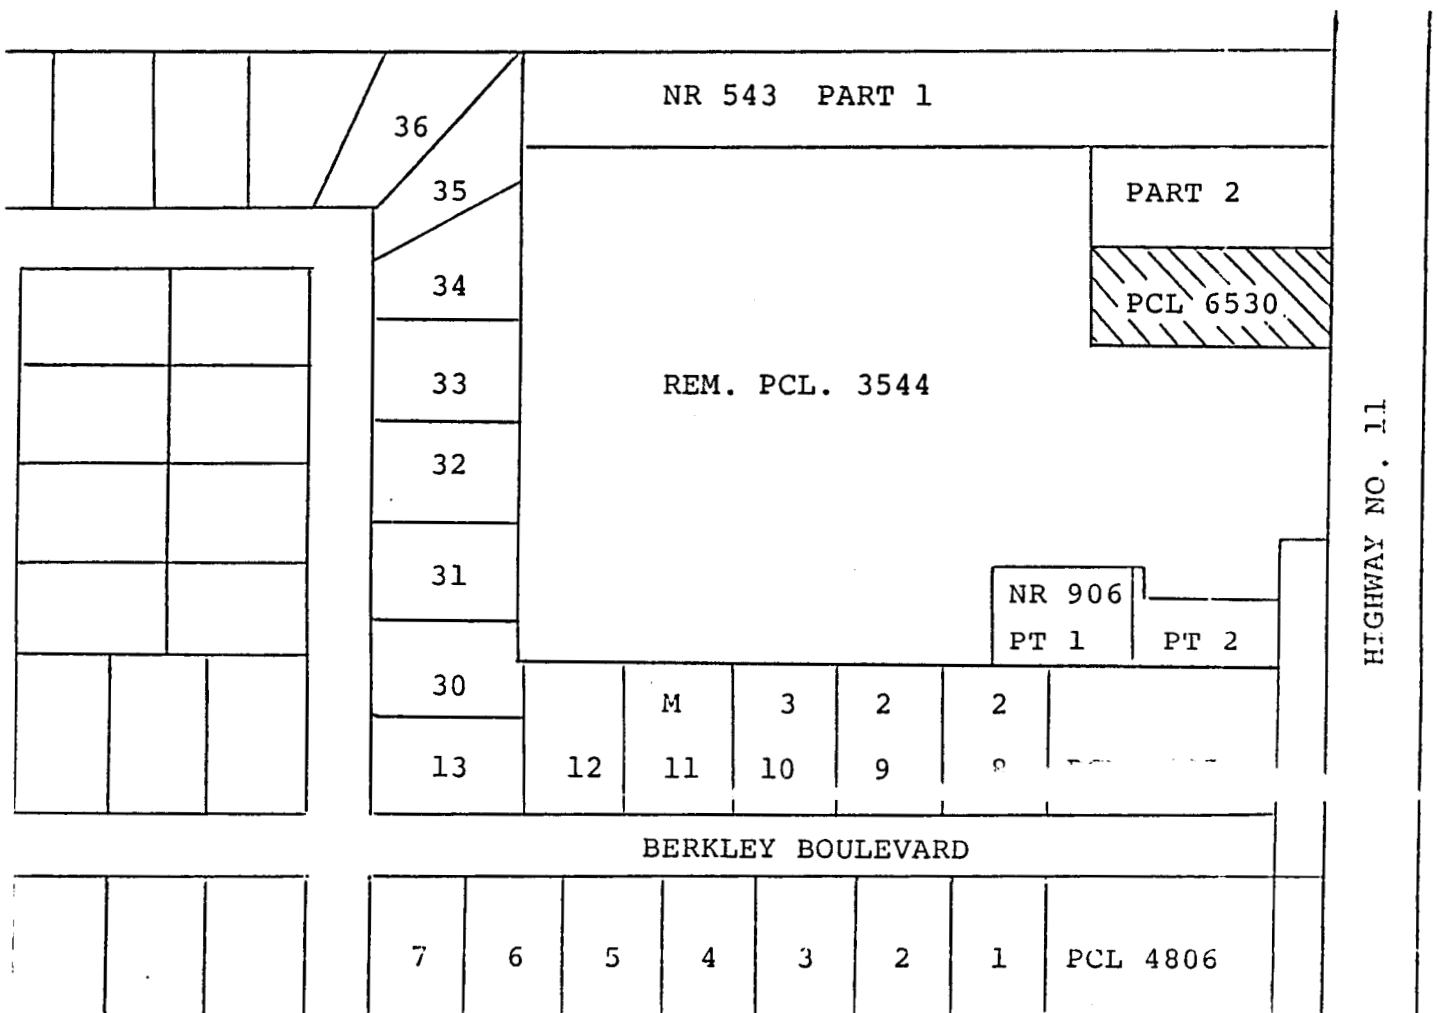 NR 543 PART 1
36
35
PART 2
34
PCL 6530
33
REM. PCL. 3544
32
HIGHWAY NO. 11
31
NR 906
PT 1
PT 2
30
M 3 2 2
13 12 11 10 9
BERKLEY BOULEVARD
7 6 5 4 3 2 1 PCL 4806